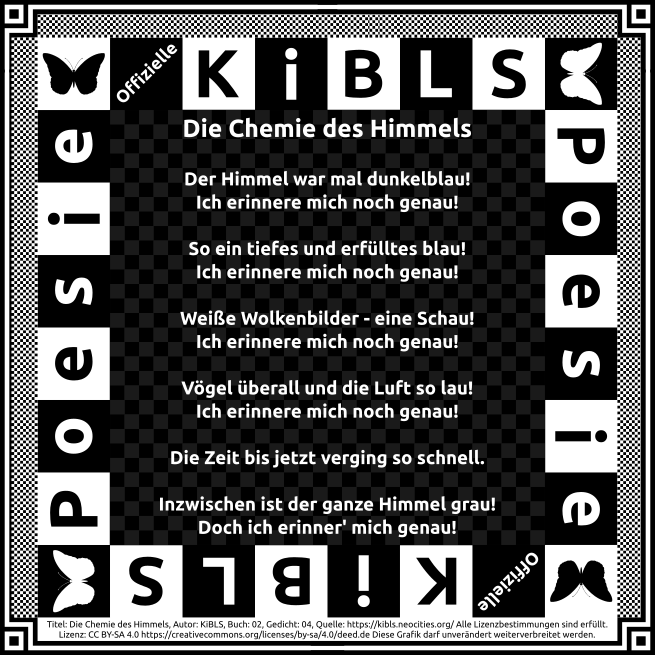 Offizielle
KiBLS
Poesie
Poesie
Die Chemie des Himmels
Der Himmel war mal dunkelblau!
Ich erinnere mich noch genau!
So ein tiefes und erfülltes blau!
Ich erinnere mich noch genau!
Weiße Wolkenbilder - eine Schau!
Ich erinnere mich noch genau!
Vögel überall und die Luft so lau!
Ich erinnere mich noch genau!
Die Zeit bis jetzt verging so schnell.
Inzwischen ist der ganze Himmel grau!
Doch ich erinner' mich genau!
Offizielle
KiBLS
Titel: Die Chemie des Himmels, Autor: KiBLS, Buch: 02, Gedicht: 04, Quelle: https://kibls.neocities.org/ Alle Lizenzbestimmungen sind erfüllt.
Lizenz: CC BY-SA 4.0 https://creativecommons.org/licenses/by-sa/4.0/deed.de Diese Grafik darf unverändert weiterverbreitet werden.